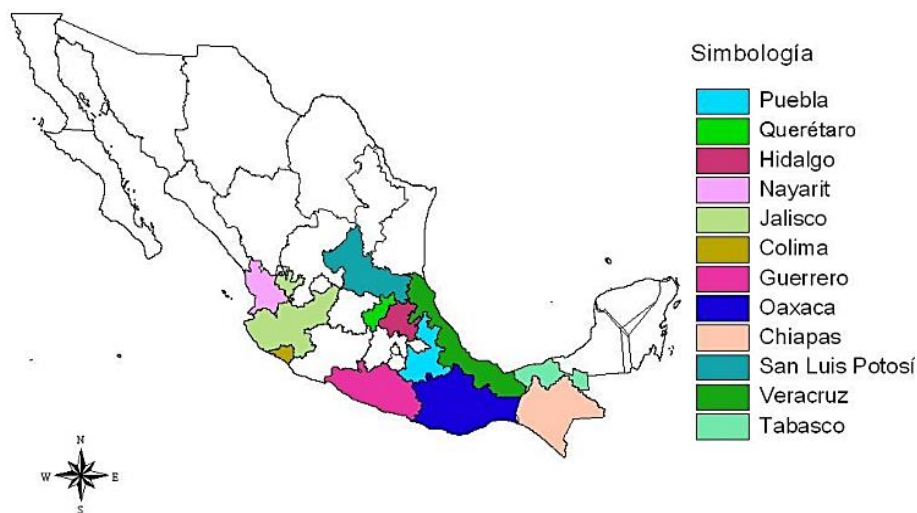 Simbología
Puebla
Querétaro
Hidalgo
Nayarit
Jalisco
Colima
Guerrero
Oaxaca
Chiapas
San Luis Potosí
Veracruz
Tabasco
N
W E
S